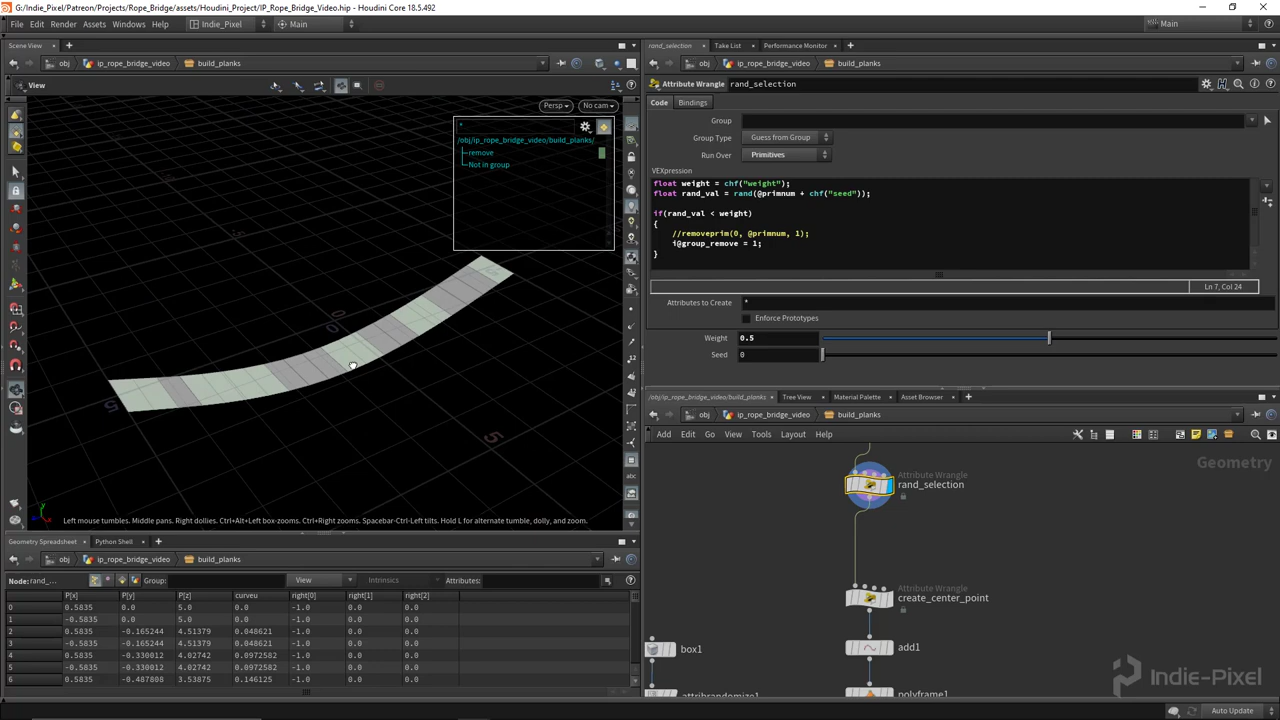 G:/Indie_Pixel/Patreon/Projects/Rope_Bridge/assets/Houdini_Project/IP_Rope_Bridge_Video.hip - Houdini Core 18.5.492
File Edit Render Assets Windows Help Indie_Pixel Main Main
Scene View
obj ip_rope_bridge_video build_planks
View
Persp No cam
*
/obj/ip_rope_bridge_video/build_planks/
remove
Not in group
5
0
0
5
Left mouse tumbles. Middle pans. Right dollies. Ctrl+Alt+Left box-zooms. Ctrl+Right zooms. Spacebar-Ctrl-Left tilts. Hold L for alternate tumble, dolly, and zoom.
abc
Geometry Spreadsheet Python Shell
obj ip_rope_bridge_video build_planks
Node: rand_... Group: View Intrinsics Attributes:
P[x] P[y] P[z] curveu right[0] right[1] right[2]
0 0.5835 0.0 5.0 0.0 -1.0 0.0 0.0
1 -0.5835 0.0 5.0 0.0 -1.0 0.0 0.0
2 0.5835 -0.165244 4.51379 0.048621 -1.0 0.0 0.0
3 -0.5835 -0.165244 4.51379 0.048621 -1.0 0.0 0.0
4 0.5835 -0.330012 4.02742 0.0972582 -1.0 0.0 0.0
5 -0.5835 -0.330012 4.02742 0.0972582 -1.0 0.0 0.0
6 0.5835 -0.487808 3.53875 0.146125 -1.0 0.0 0.0
rand_selection Take List Performance Monitor
obj ip_rope_bridge_video build_planks
Attribute Wrangle rand_selection
Code Bindings
Group
Group Type Guess from Group
Run Over Primitives
VEXpression
float weight = chf("weight");
float rand_val = rand(@primnum + chf("seed"));
if(rand_val < weight)
{
//removeprim(0, @primnum, 1);
i@group_remove = 1;
}
Ln 7, Col 24
Attributes to Create *
Enforce Prototypes
Weight 0.5
Seed 0
/obj/ip_rope_bridge_video/build_planks Tree View Material Palette Asset Browser
obj ip_rope_bridge_video build_planks
Add Edit Go View Tools Layout Help
Geometry
Attribute Wrangle
rand_selection
Attribute Wrangle
create_center_point
add1
box1
polyframe1
attribrandomize1
Indie-Pixel
Auto Update